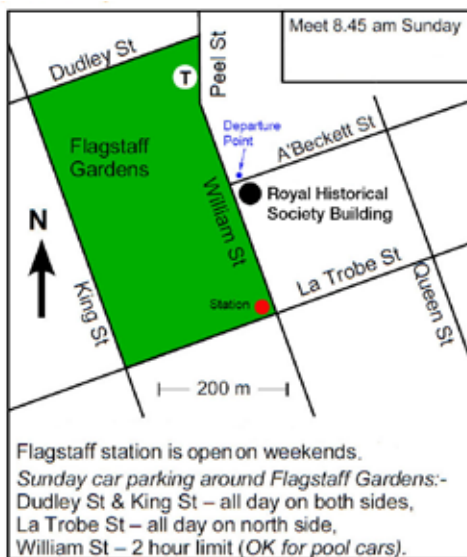 Meet 8.45 am Sunday
Dudley St
Peel St
T
Departure
Point
A'Beckett St
Flagstaff
Gardens
Royal Historical
Society Building
William St
N
La Trobe St
King St
Station
Queen St
200 m
Flagstaff station is open on weekends.
Sunday car parking around Flagstaff Gardens:-
Dudley St & King St – all day on both sides,
La Trobe St – all day on north side,
William St – 2 hour limit (OK for pool cars).